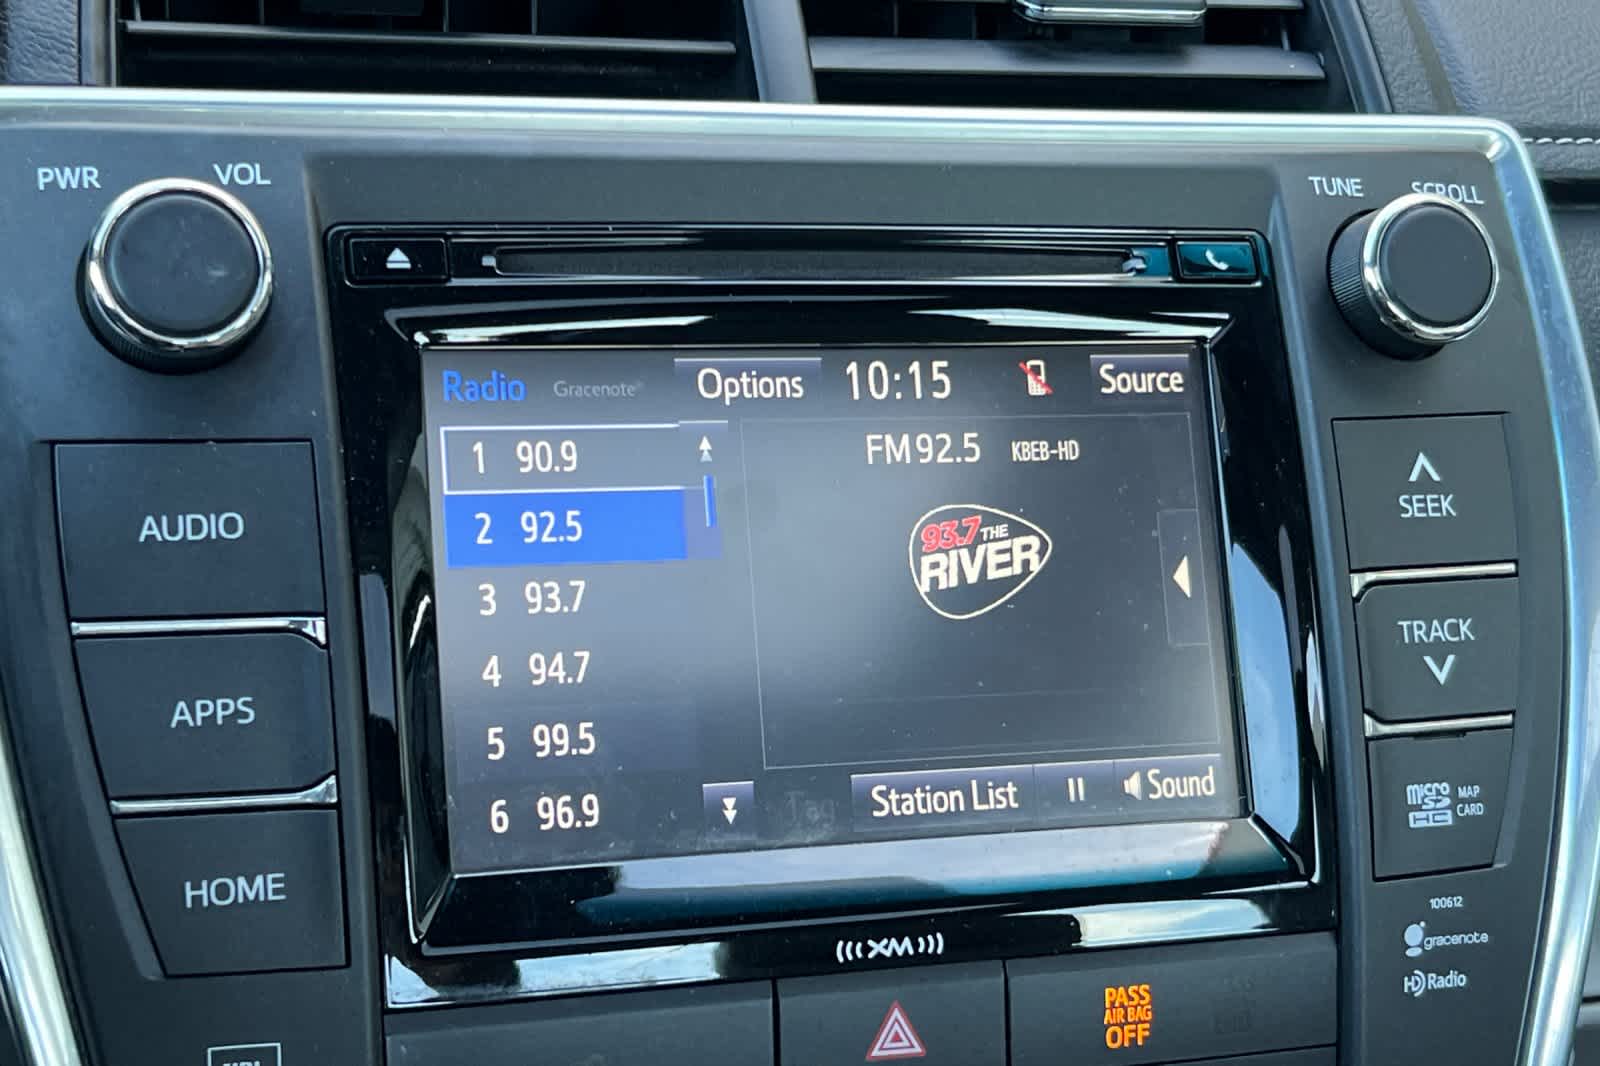 PWR VOL
TUNE SCROLL
Radio Gracenote® Options 10:15 Source
1 90.9
2 92.5
3 93.7
4 94.7
5 99.5
6 96.9
FM 92.5 KBEB-HD
93.7 THE
RIVER
Tag
Station List
Sound
AUDIO
APPS
HOME
SEEK
TRACK
micro
SD
HC
MAP
CARD
100612
gracenote
HD Radio
(((XM)))
PASS
AIR BAG
OFF